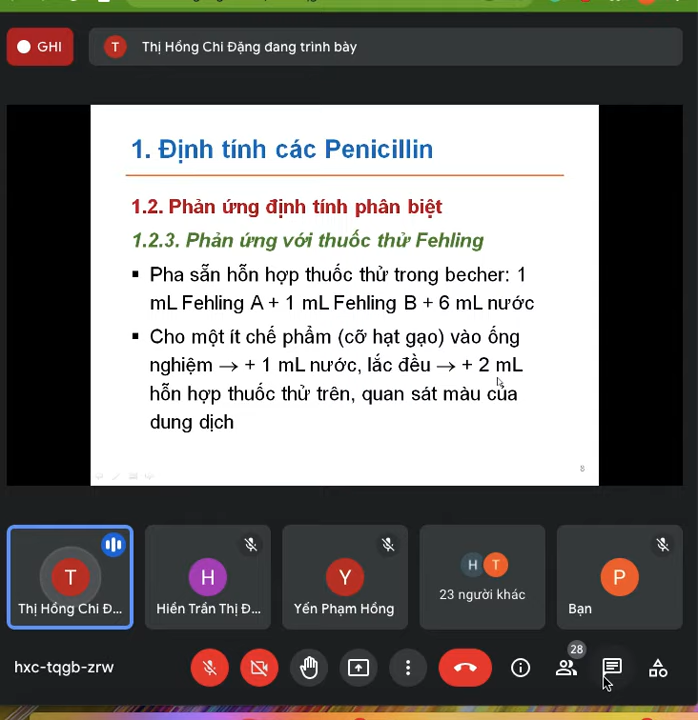 GHI
T
Thị Hồng Chi Đặng đang trình bày
1. Định tính các Penicillin
1.2. Phản ứng định tính phân biệt
1.2.3. Phản ứng với thuốc thử Fehling
▪ Pha sẵn hỗn hợp thuốc thử trong becher: 1
mL Fehling A + 1 mL Fehling B + 6 mL nước
▪ Cho một ít chế phẩm (cỡ hạt gạo) vào ống
nghiệm → + 1 mL nước, lắc đều → + 2 mL
hỗn hợp thuốc thử trên, quan sát màu của
dung dịch
8
T
Thị Hồng Chi Đ...
H
Hiền Trần Thị Đ...
Y
Yến Phạm Hồng
H T
23 người khác
P
Bạn
hxc-tqgb-zrw
28